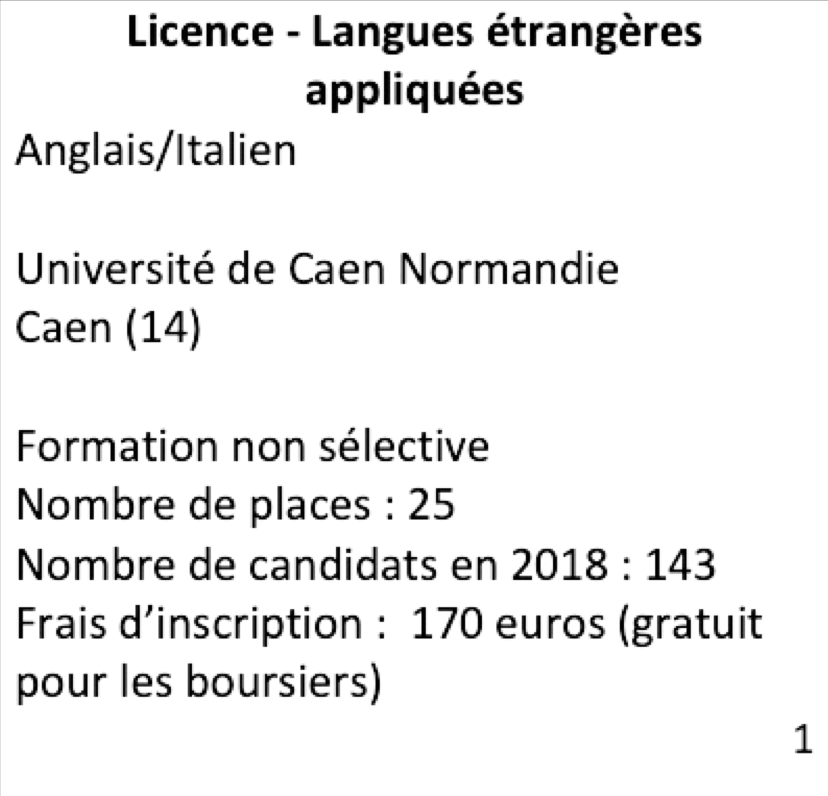 Licence - Langues étrangères
appliquées
Anglais/Italien
Université de Caen Normandie
Caen (14)
Formation non sélective
Nombre de places : 25
Nombre de candidats en 2018 : 143
Frais d’inscription :  170 euros (gratuit
pour les boursiers)
1